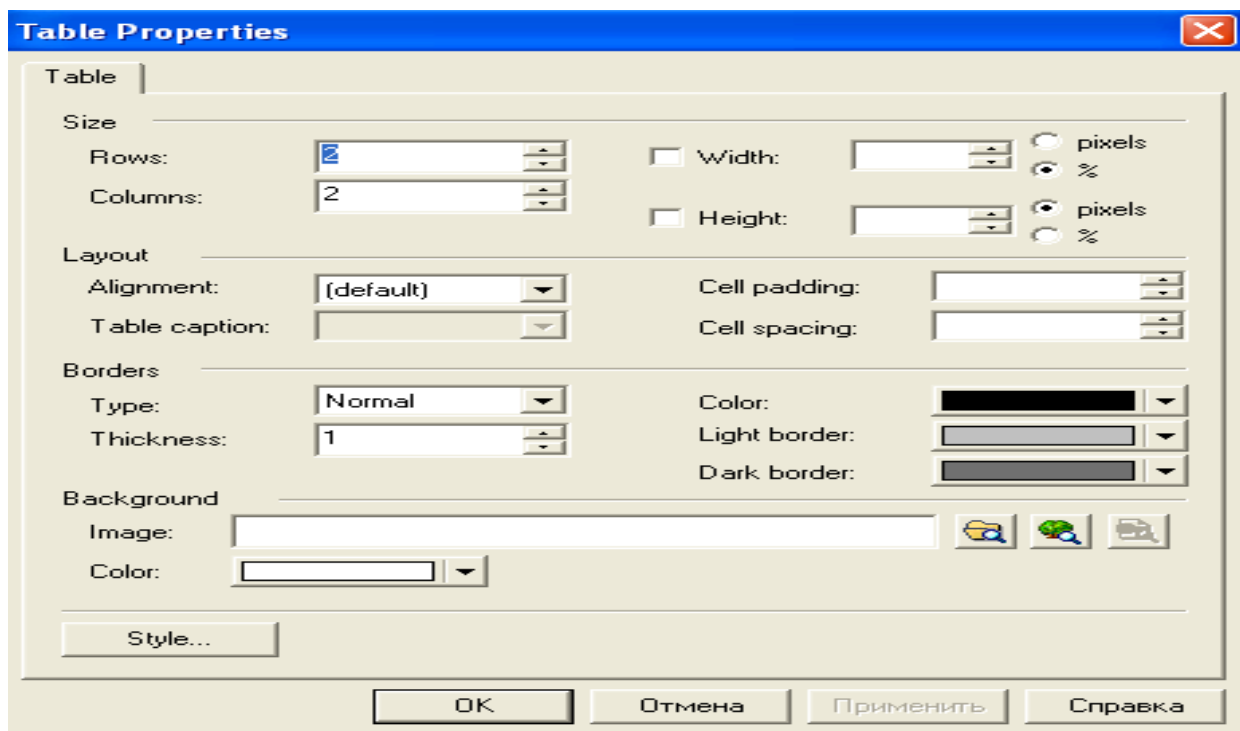 Table Properties
Table
Size
Rows: 2
Width: pixels
%
Columns: 2
Height: pixels
%
Layout
Alignment: (default)
Cell padding:
Table caption:
Cell spacing:
Borders
Type: Normal
Color:
Thickness: 1
Light border:
Dark border:
Background
Image:
Color:
Style...
OK Отмена Применить Справка